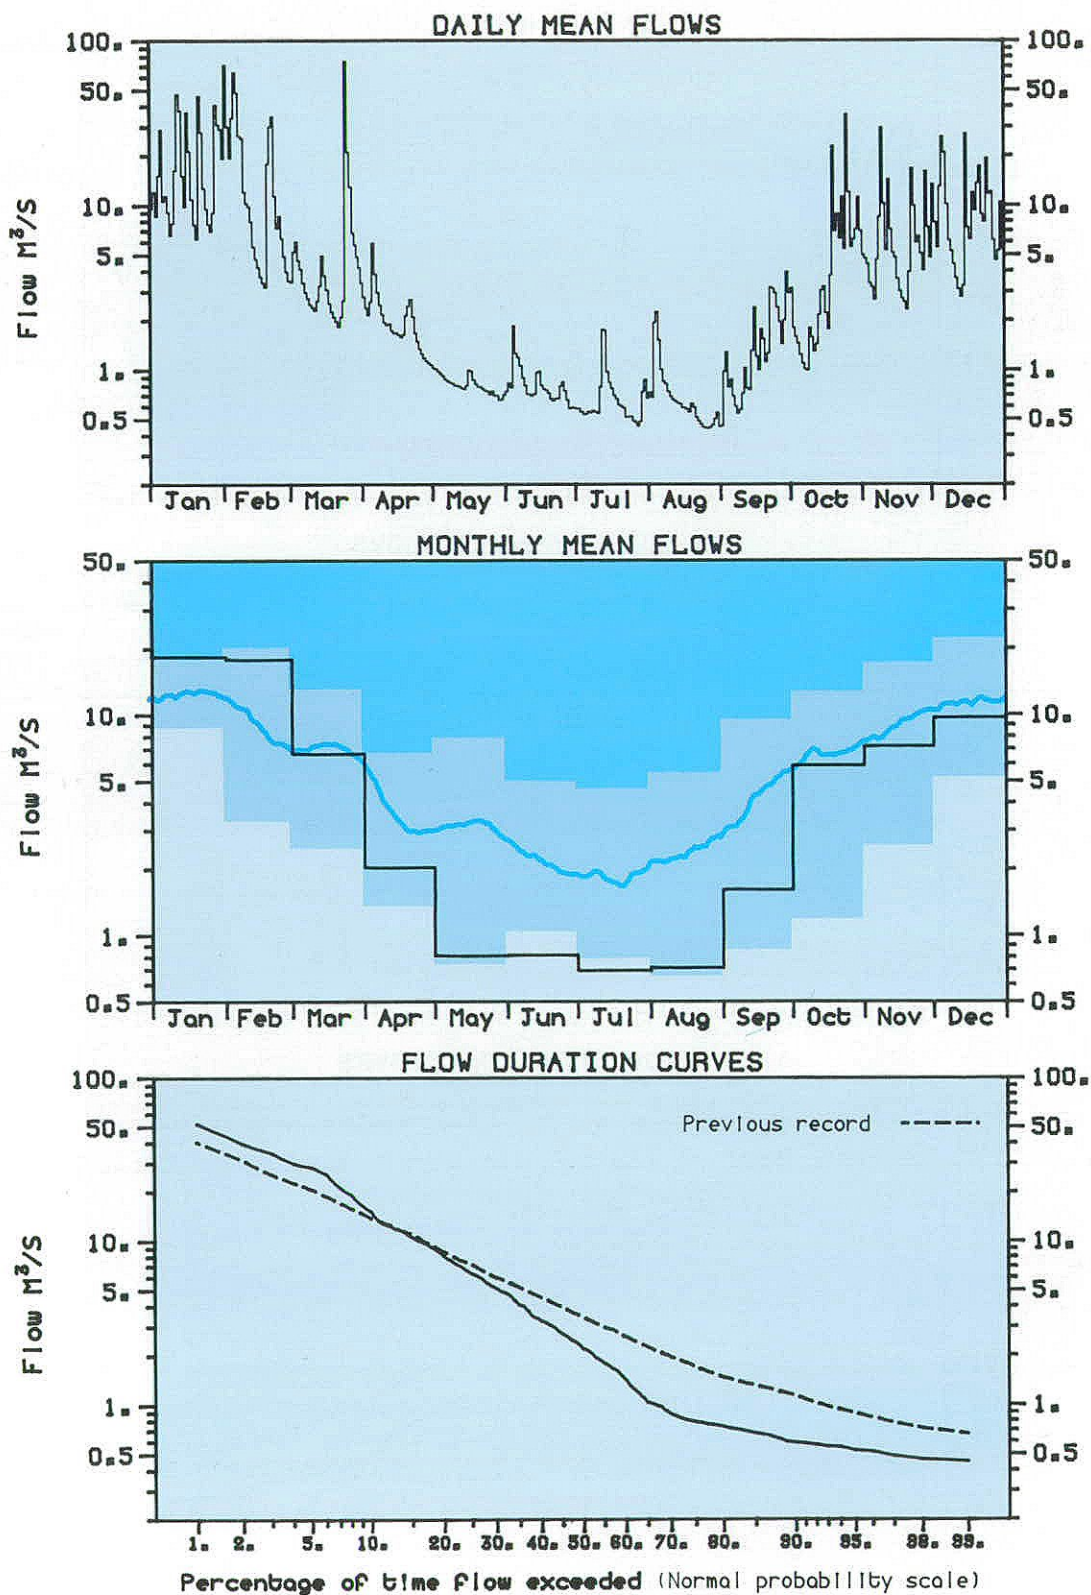 DAILY MEAN FLOWS
100. 100.
50. 50.
10. 10.
5. 5.
1. 1.
0.5 0.5
Flow M³/S
Jan Feb Mar Apr May Jun Jul Aug Sep Oct Nov Dec
MONTHLY MEAN FLOWS
50. 50.
10. 10.
5. 5.
1. 1.
0.5 0.5
Flow M³/S
Jan Feb Mar Apr May Jun Jul Aug Sep Oct Nov Dec
FLOW DURATION CURVES
100. 100.
Previous record
50. 50.
10. 10.
5. 5.
1. 1.
0.5 0.5
Flow M³/S
1. 2. 5. 10. 20. 30. 40. 50. 60. 70. 80. 90. 95. 98. 99.
Percentage of time flow exceeded (Normal probability scale)